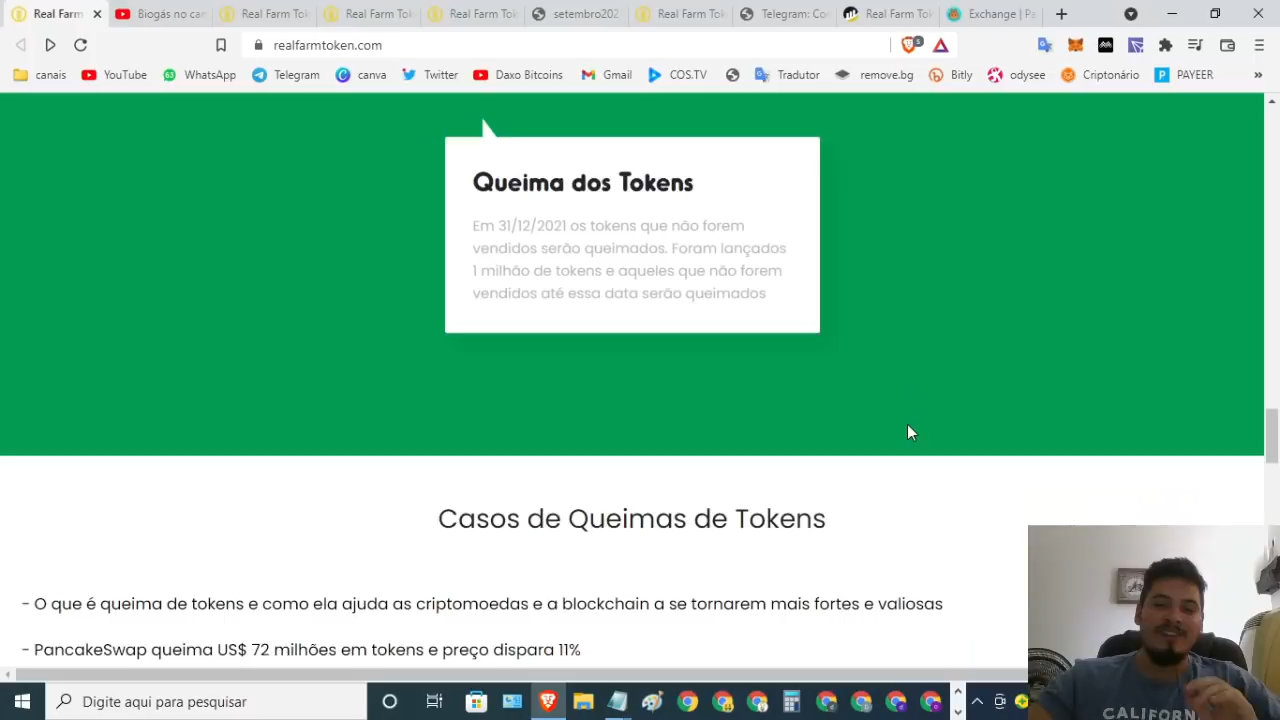 Real Farm
Biogás no can
Real Farm Tok
Real Farm Tok
Real Farm Tok
setembro202
Real Farm Tok
Telegram: Co
Real Farm Tok
Exchange | Pa
realfarmtoken.com
5
canais
YouTube
63
WhatsApp
Telegram
canva
Twitter
Daxo Bitcoins
Gmail
COS.TV
Tradutor
remove.bg
Bitly
odysee
Criptonário
PAYEER
»
Queima dos Tokens
Em 31/12/2021 os tokens que não forem
vendidos serão queimados. Foram lançados
1 milhão de tokens e aqueles que não forem
vendidos até essa data serão queimados
Casos de Queimas de Tokens
- O que é queima de tokens e como ela ajuda as criptomoedas e a blockchain a se tornarem mais fortes e valiosas
- PancakeSwap queima US$ 72 milhões em tokens e preço dispara 11%
Digite aqui para pesquisar
CALIFORN